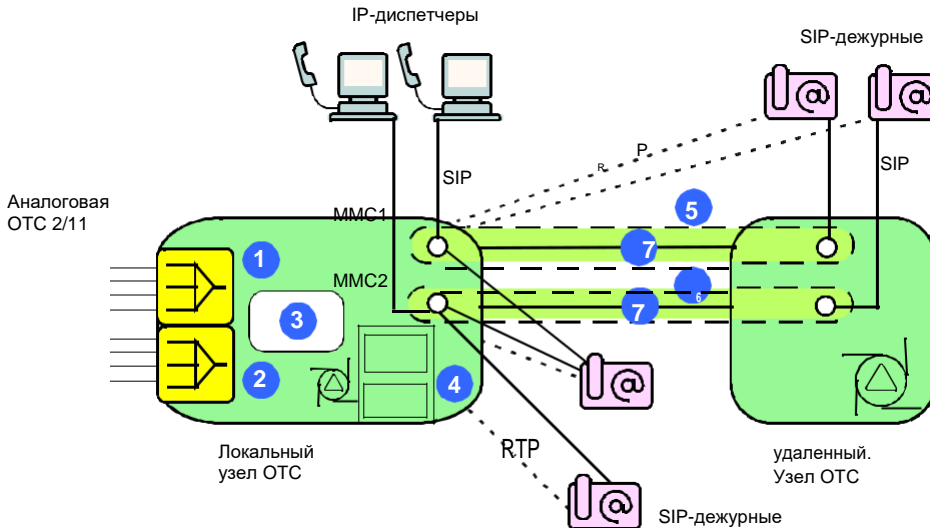 IP-диспетчеры
SIP-дежурные
P
R
SIP
SIP
Аналоговая
ОТС 2/11
MMC1
5
1
7
MMC2
6
3
7
2
4
RTP
Локальный
узел ОТС
удаленный.
Узел ОТС
SIP-дежурные